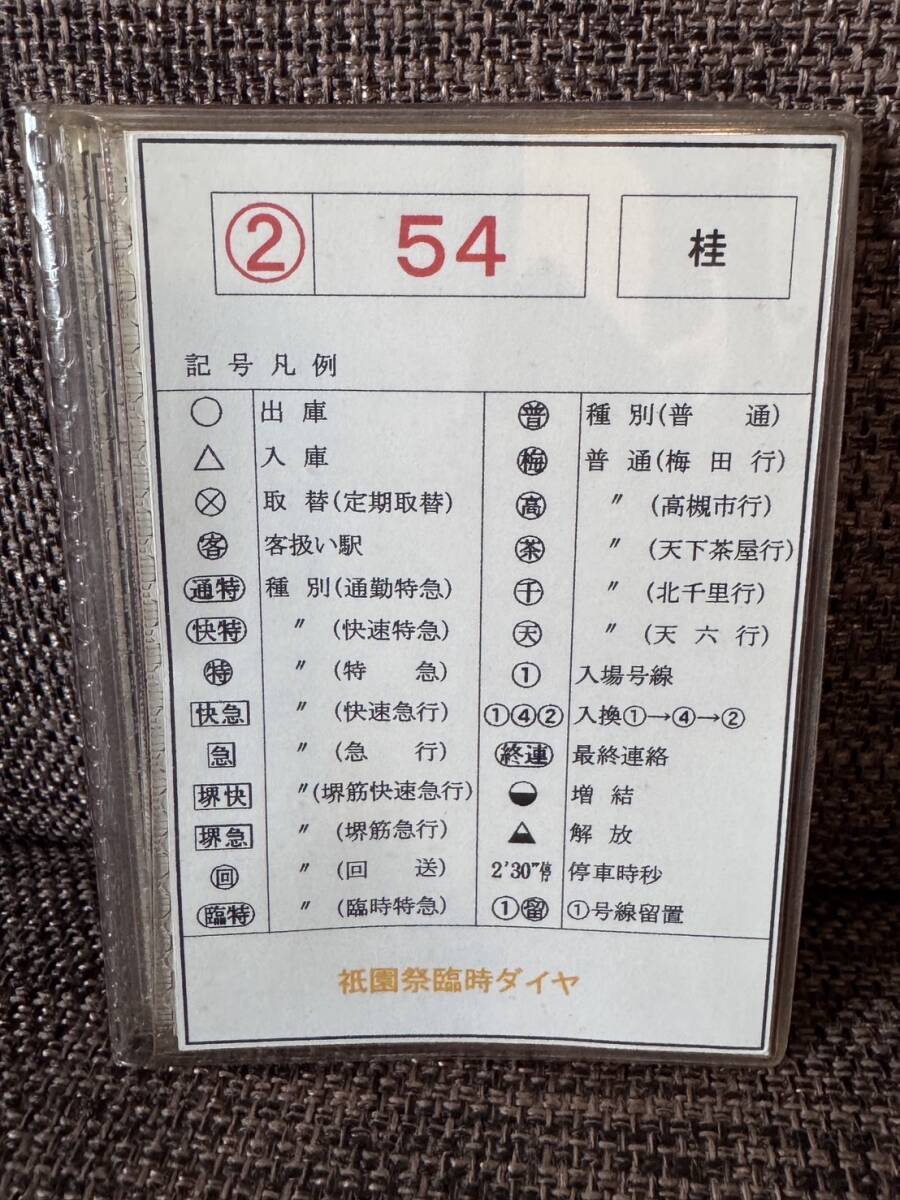 ② 54 桂
記号凡例
○ 出庫 ㊪普 種別(普通)
△ 入庫 梅 普通(梅田行)
⊗ 取替(定期取替) 高 〃 (高槻市行)
客 客扱い駅 茶 〃 (天下茶屋行)
通特 種別(通勤特急) 千 〃 (北千里行)
快特 〃 (快速特急) 天 〃 (天六行)
特 〃 (特急) ① 入場号線
快急 〃 (快速急行) ①④② 入換①→④→②
急 〃 (急行) 終連 最終連絡
堺快 〃(堺筋快速急行) 増結
堺急 〃 (堺筋急行) 解放
回 〃 (回送) 2'30"停 停車時秒
臨特 〃 (臨時特急) ①留 ①号線留置
祇園祭臨時ダイヤ